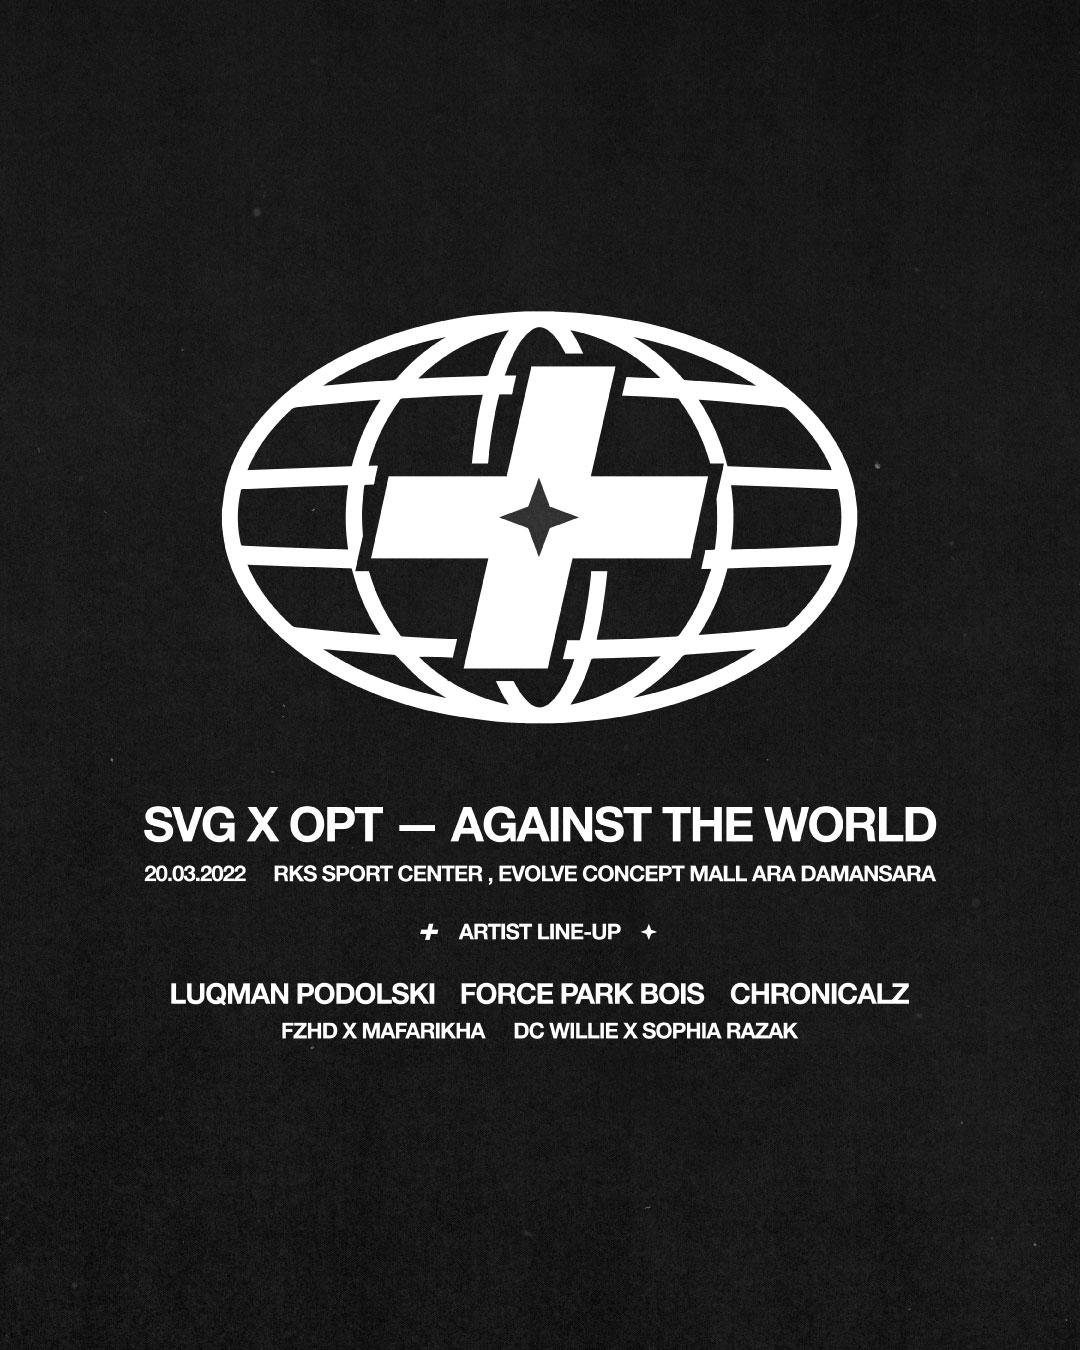 SVG X OPT — AGAINST THE WORLD
20.03.2022 RKS SPORT CENTER , EVOLVE CONCEPT MALL ARA DAMANSARA
ARTIST LINE-UP
LUQMAN PODOLSKI FORCE PARK BOIS CHRONICALZ
FZHD X MAFARIKHA DC WILLIE X SOPHIA RAZAK